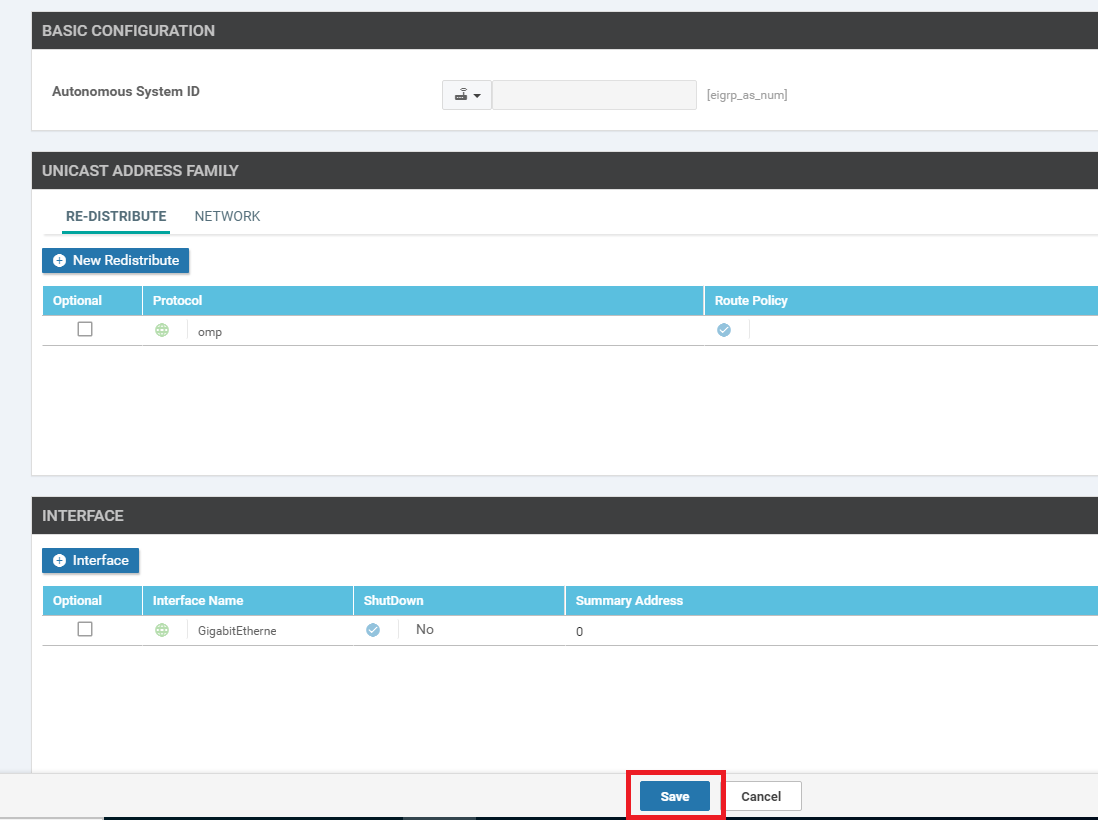 BASIC CONFIGURATION
Autonomous System ID [eigrp_as_num]
UNICAST ADDRESS FAMILY
RE-DISTRIBUTE NETWORK
New Redistribute
Optional Protocol Route Policy
omp
INTERFACE
Interface
Optional Interface Name ShutDown Summary Address
GigabitEtherne No 0
Save Cancel